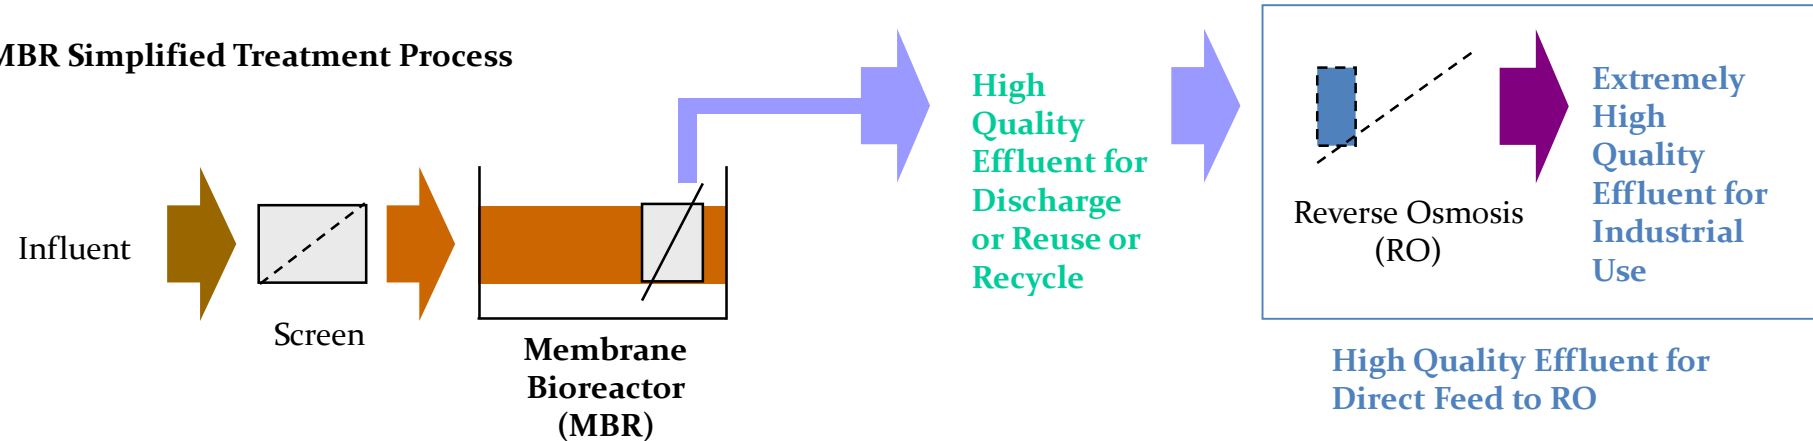 MBR Simplified Treatment Process
Influent
Screen
Membrane
Bioreactor
(MBR)
High
Quality
Effluent for
Discharge
or Reuse or
Recycle
Reverse Osmosis
(RO)
Extremely
High
Quality
Effluent for
Industrial
Use
High Quality Effluent for
Direct Feed to RO